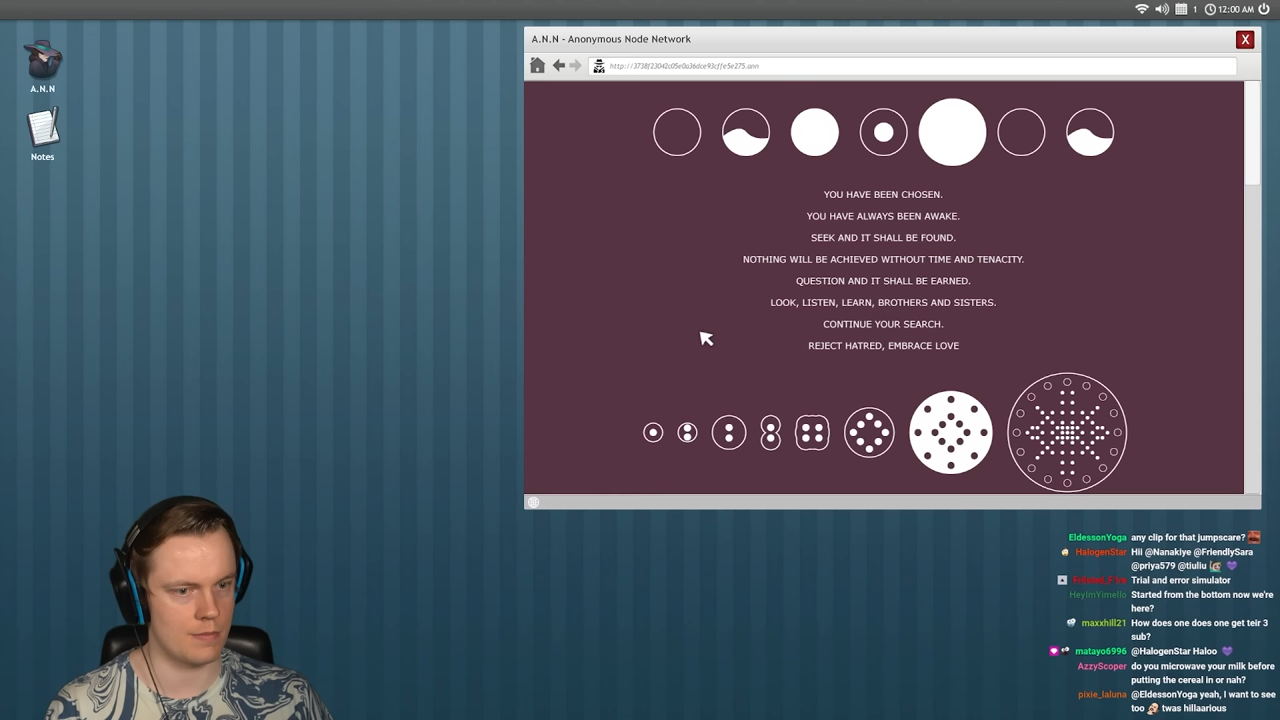 1
12:00 AM
A.N.N - Anonymous Node Network
X
A.N.N
Notes
YOU HAVE BEEN CHOSEN.
YOU HAVE ALWAYS BEEN AWAKE.
SEEK AND IT SHALL BE FOUND.
NOTHING WILL BE ACHIEVED WITHOUT TIME AND TENACITY.
QUESTION AND IT SHALL BE EARNED.
LOOK, LISTEN, LEARN, BROTHERS AND SISTERS.
CONTINUE YOUR SEARCH.
REJECT HATRED, EMBRACE LOVE
EldessonYoga any clip for that jumpscare?
HalogenStar Hii @Nanakiye @FriendlySara
@priya579 @tiuliu
Trial and error simulator
HeyImYimello Started from the bottom now we're
here?
maxxhill21 How does one does one get teir 3
sub?
matayo6996 @HalogenStar Haloo
AzzyScoper do you microwave your milk before
putting the cereal in or nah?
pixie_laluna @EldessonYoga yeah, I want to see
too twas hillaarious